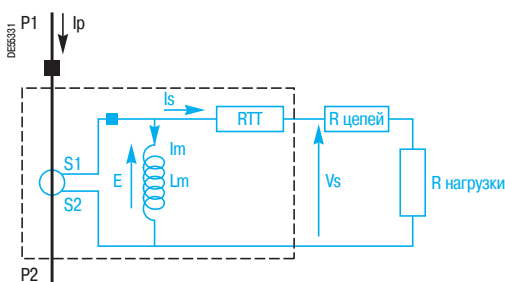 P1
Ip
DE55331
Is
RTT
R цепей
S1
Im
E
Lm
Vs
R нагрузки
S2
P2